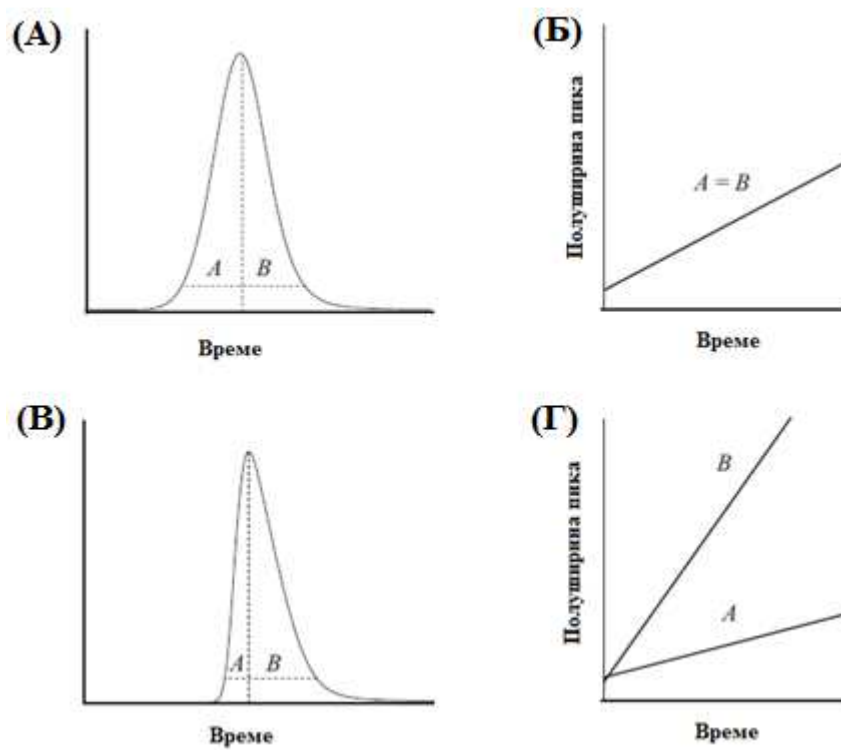 (А)
A
B
Време
(Б)
Полуширина пика
A = B
Време
(В)
A
B
Време
(Г)
Полуширина пика
B
A
Време